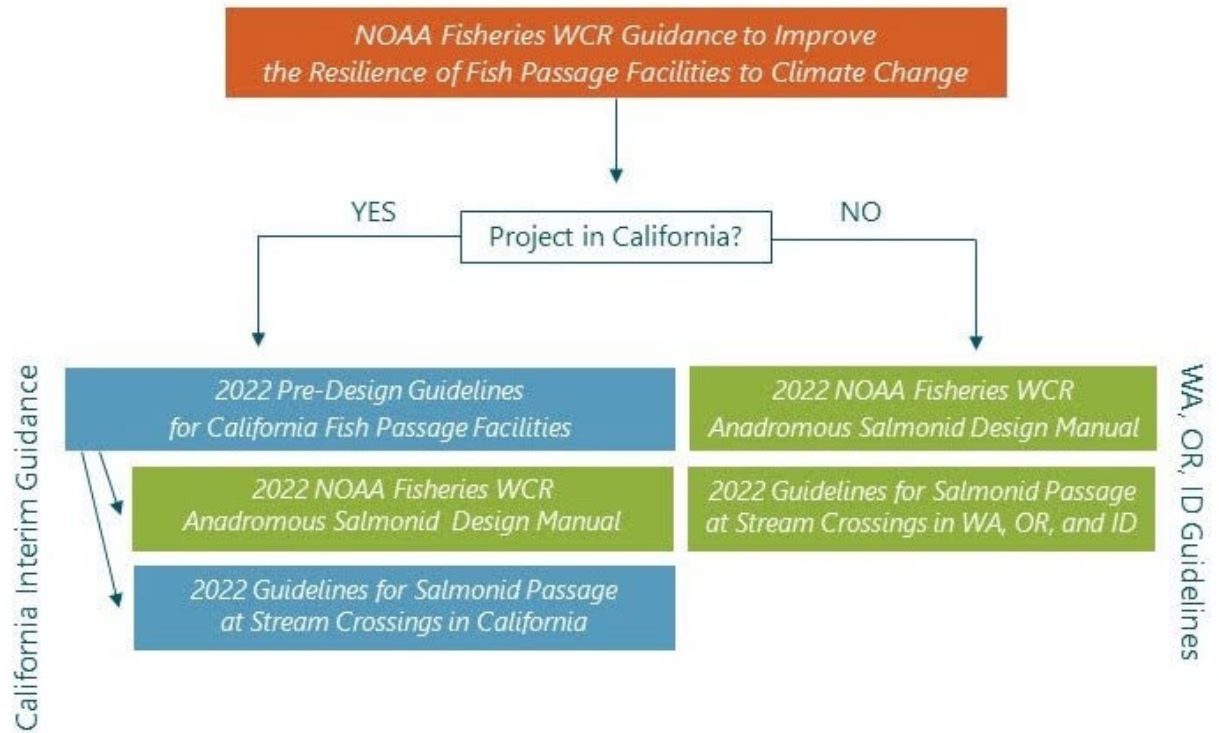 NOAA Fisheries WCR Guidance to Improve
the Resilience of Fish Passage Facilities to Climate Change
YES
NO
Project in California?
California Interim Guidance
2022 Pre-Design Guidelines
for California Fish Passage Facilities
2022 NOAA Fisheries WCR
Anadromous Salmonid Design Manual
2022 Guidelines for Salmonid Passage
at Stream Crossings in California
2022 NOAA Fisheries WCR
Anadromous Salmonid Design Manual
2022 Guidelines for Salmonid Passage
at Stream Crossings in WA, OR, and ID
WA, OR, ID Guidelines